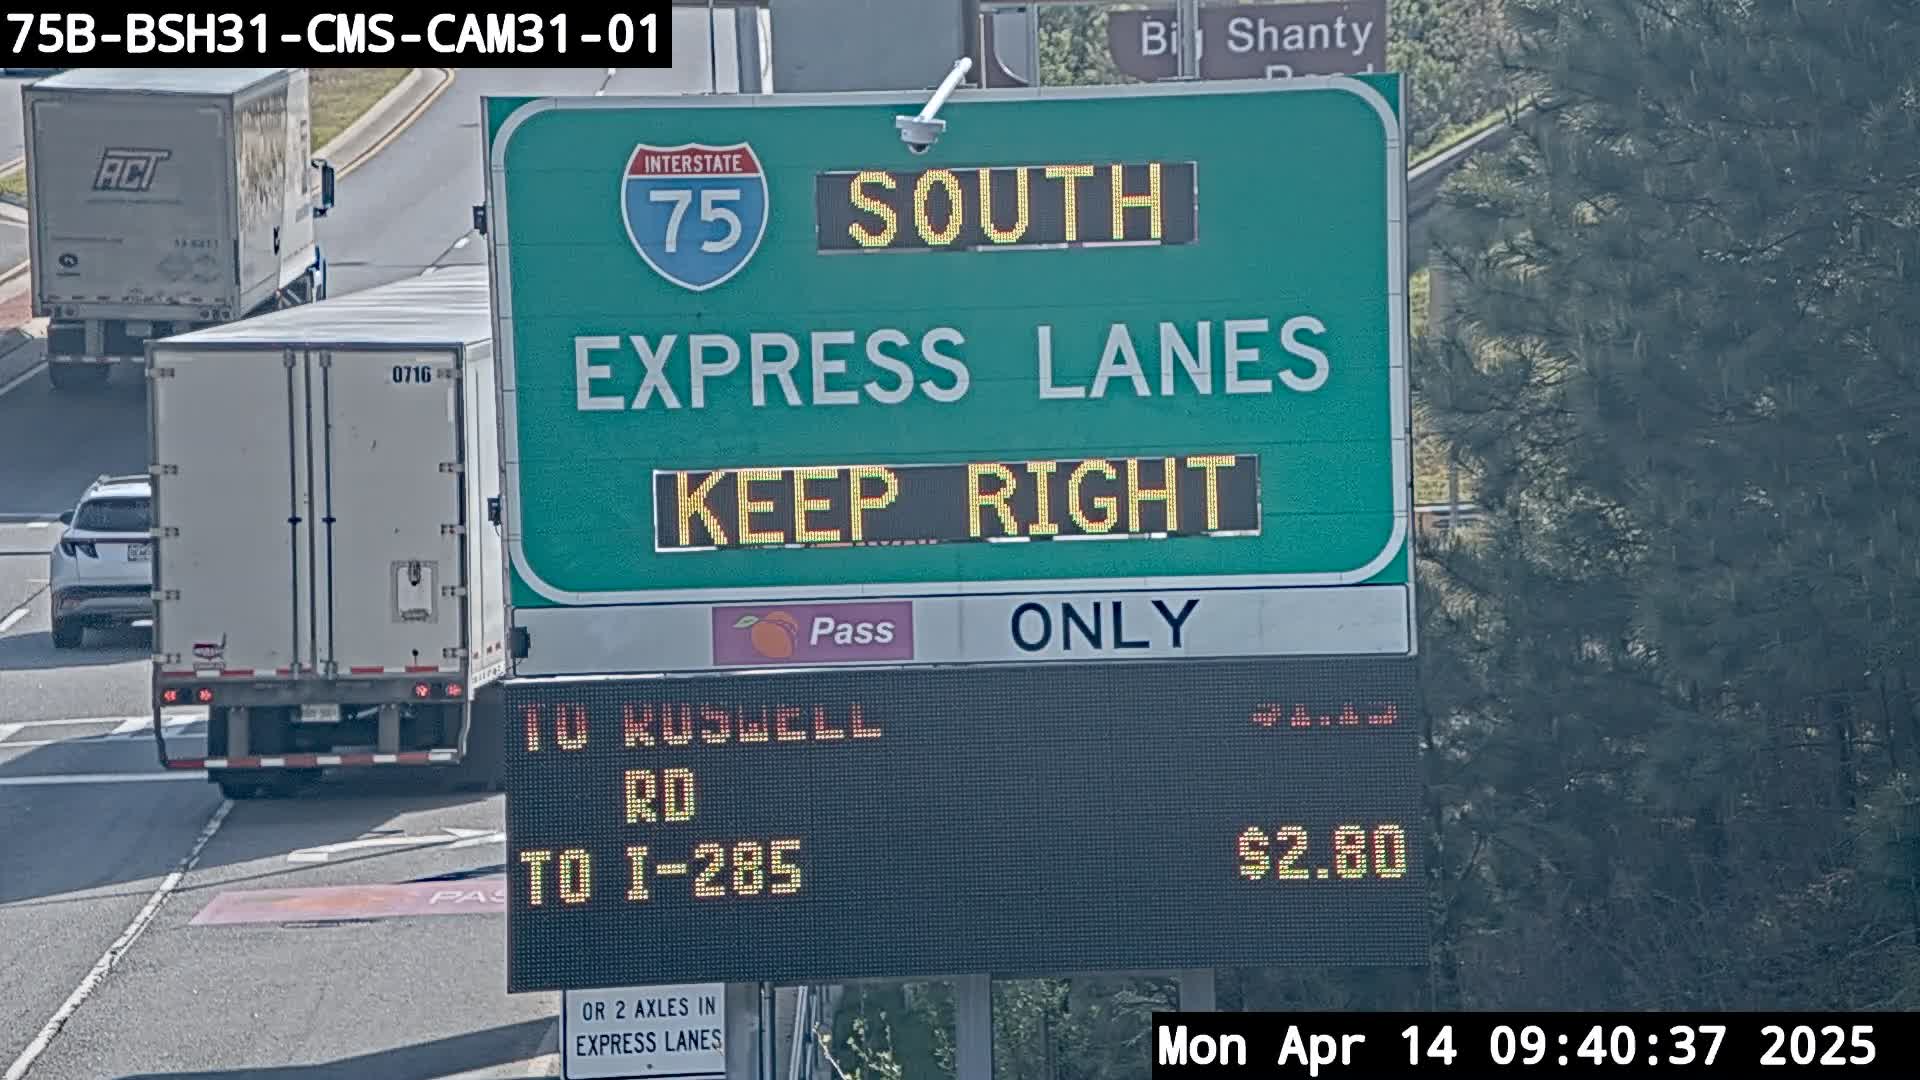 75B-BSH31-CMS-CAM31-01
Big Shanty
Road
ACT
INTERSTATE
75
SOUTH
EXPRESS LANES
0716
KEEP RIGHT
Pass
ONLY
TO ROSWELL
RD
TO I-285 $2.80
PAS
OR 2 AXLES IN
EXPRESS LANES
Mon Apr 14 09:40:37 2025